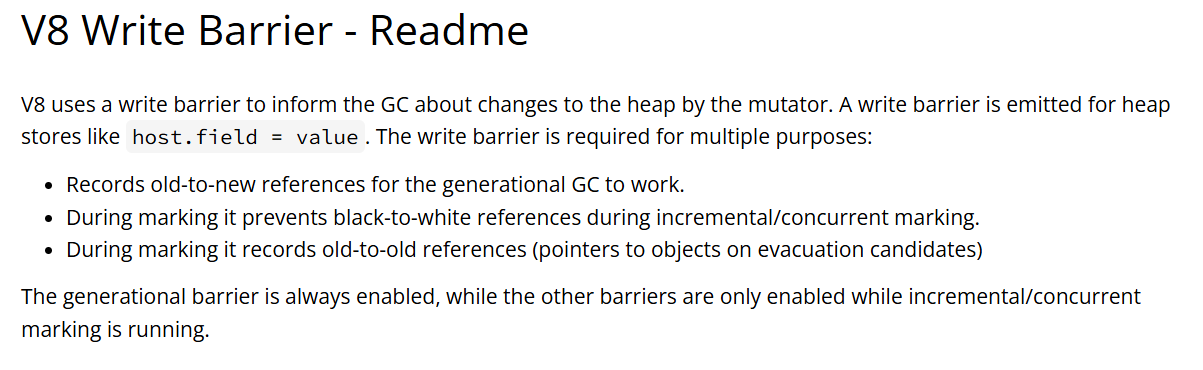 V8 Write Barrier - Readme
V8 uses a write barrier to inform the GC about changes to the heap by the mutator. A write barrier is emitted for heap
stores like host.field = value. The write barrier is required for multiple purposes:
• Records old-to-new references for the generational GC to work.
• During marking it prevents black-to-white references during incremental/concurrent marking.
• During marking it records old-to-old references (pointers to objects on evacuation candidates)
The generational barrier is always enabled, while the other barriers are only enabled while incremental/concurrent
marking is running.